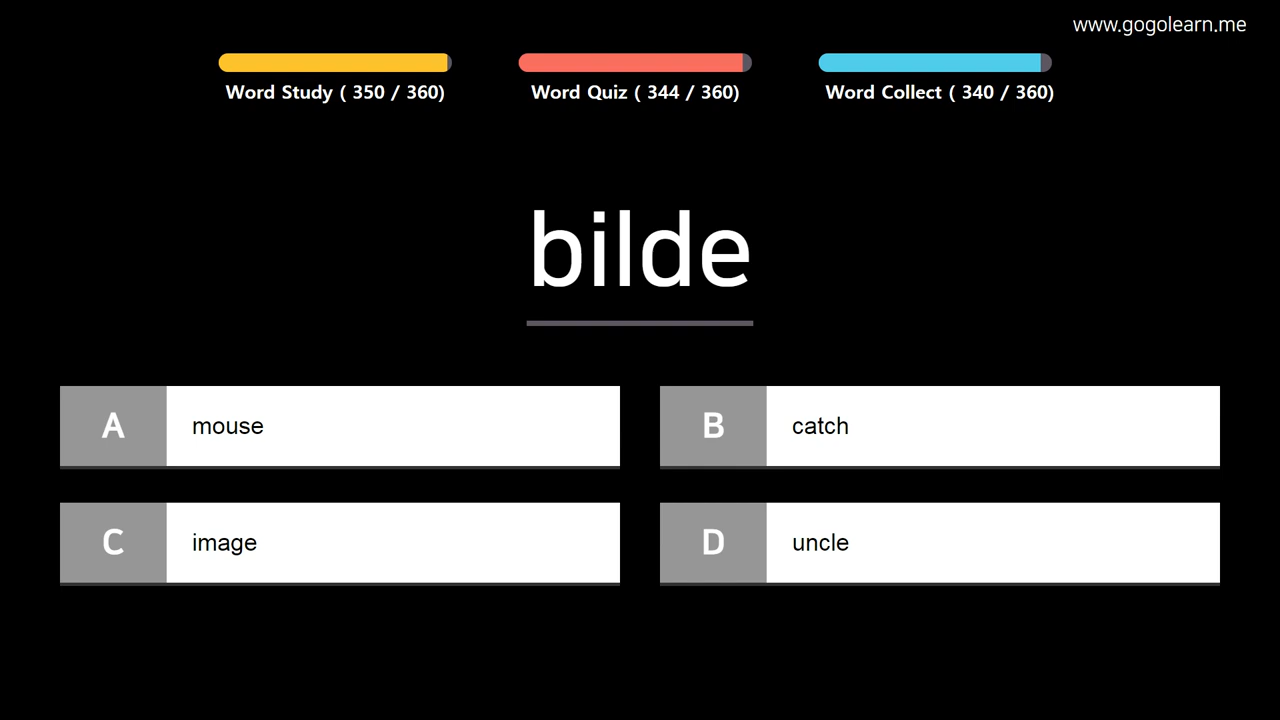 www.gogolearn.me
Word Study ( 350 / 360)
Word Quiz ( 344 / 360)
Word Collect ( 340 / 360)
bilde
A mouse
B catch
C image
D uncle